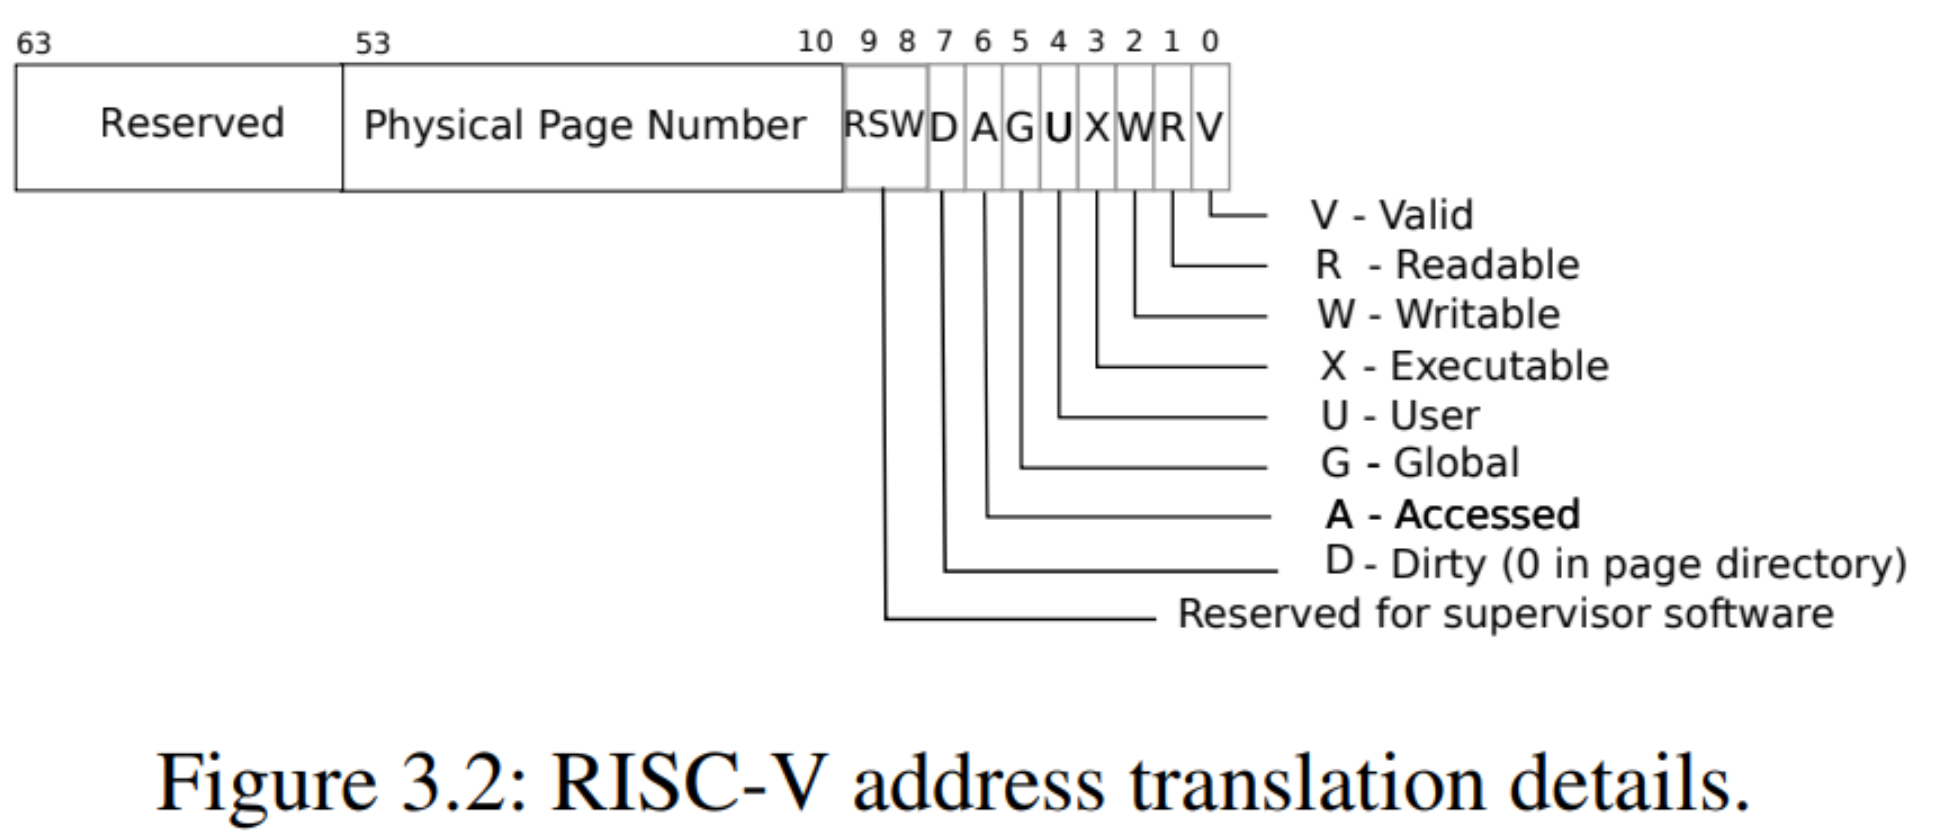 63 53 10 9 8 7 6 5 4 3 2 1 0
Reserved Physical Page Number RSW D A G U X W R V
V - Valid
R - Readable
W - Writable
X - Executable
U - User
G - Global
A - Accessed
D - Dirty (0 in page directory)
Reserved for supervisor software
Figure 3.2: RISC-V address translation details.